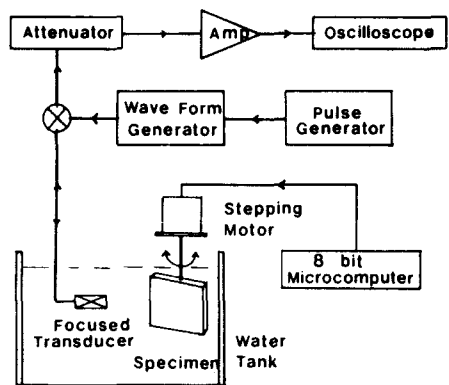 Attenuator
Amp
Oscilloscope
Wave Form
Generator
Pulse
Generator
Stepping
Motor
8 bit
Microcomputer
Focused
Transducer
Specimen
Water
Tank